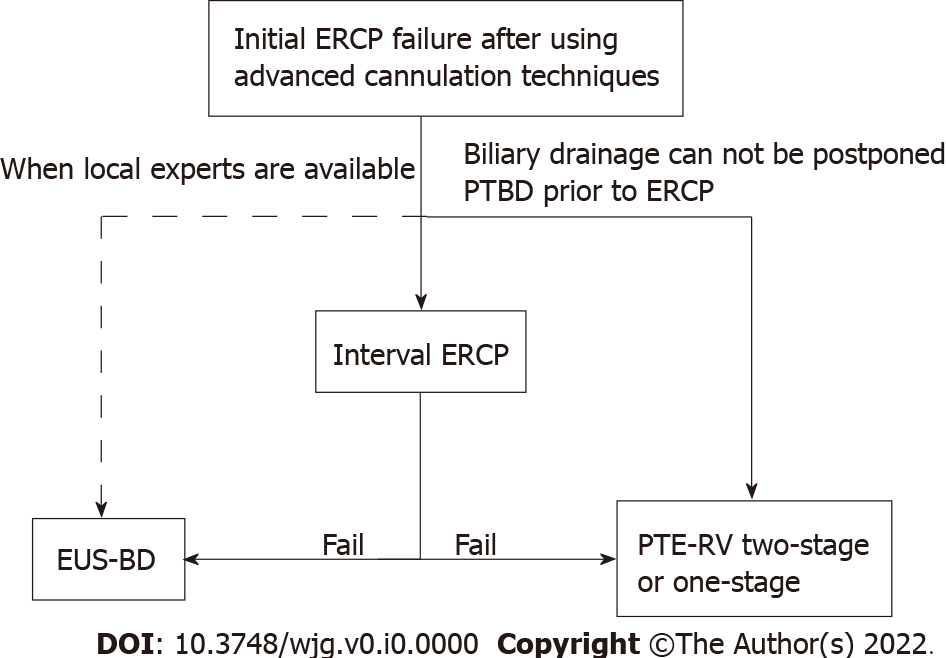 Initial ERCP failure after using
advanced cannulation techniques
When local experts are available
Biliary drainage can not be postponed
PTBD prior to ERCP
Interval ERCP
Fail
Fail
EUS-BD
PTE-RV two-stage
or one-stage
DOI: 10.3748/wjg.v0.i0.0000 Copyright ©The Author(s) 2022.